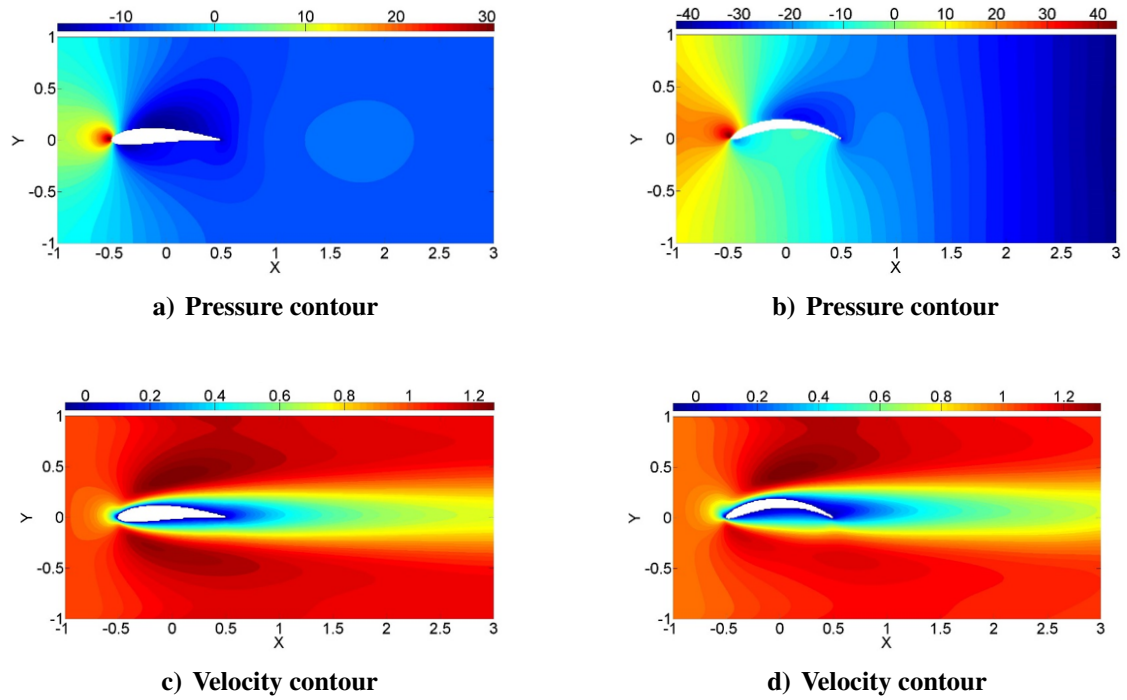 -10 0 10 20 30
1
0.5
Y 0
-0.5
-1
-1 -0.5 0 0.5 1 1.5 2 2.5 3
X
a) Pressure contour
-40 -30 -20 -10 0 10 20 30 40
1
0.5
Y 0
-0.5
-1
-1 -0.5 0 0.5 1 1.5 2 2.5 3
X
b) Pressure contour
0 0.2 0.4 0.6 0.8 1 1.2
1
0.5
Y 0
-0.5
-1
-1 -0.5 0 0.5 1 1.5 2 2.5 3
X
c) Velocity contour
0 0.2 0.4 0.6 0.8 1 1.2
1
0.5
Y 0
-0.5
-1
-1 -0.5 0 0.5 1 1.5 2 2.5 3
X
d) Velocity contour